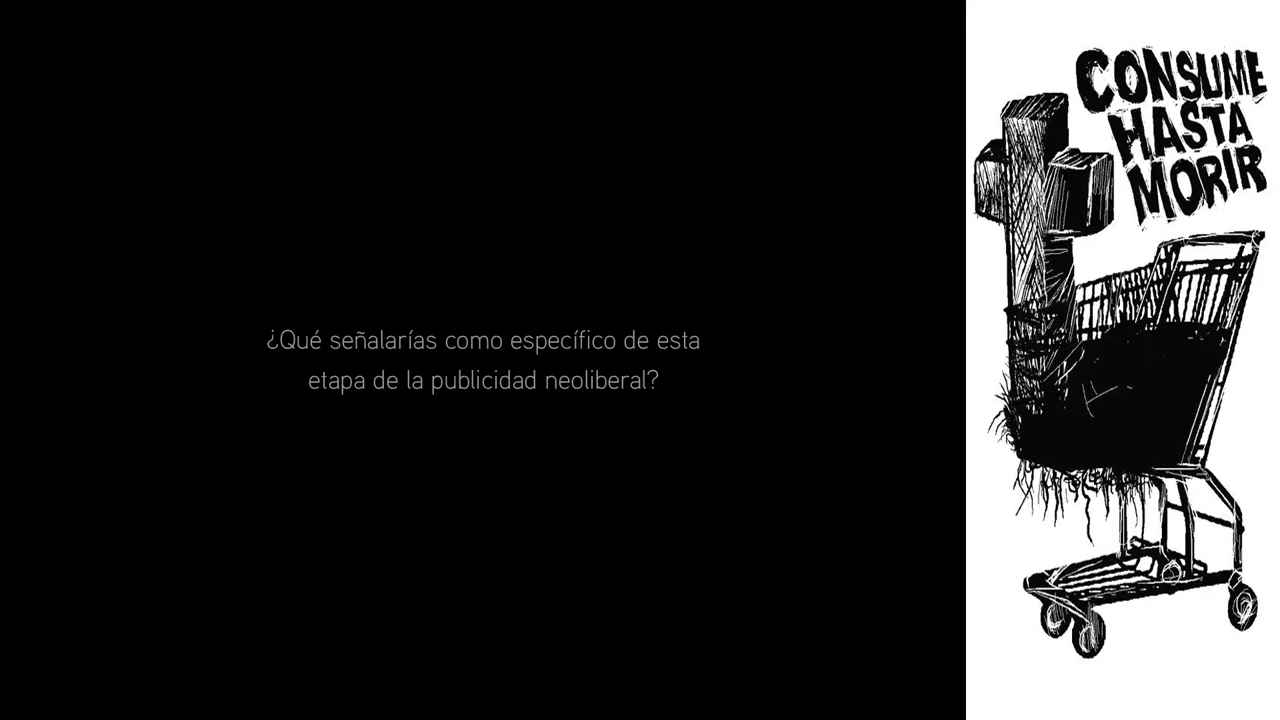 ¿Qué señalarías como específico de esta
etapa de la publicidad neoliberal?
CONSUME
HASTA
MORIR